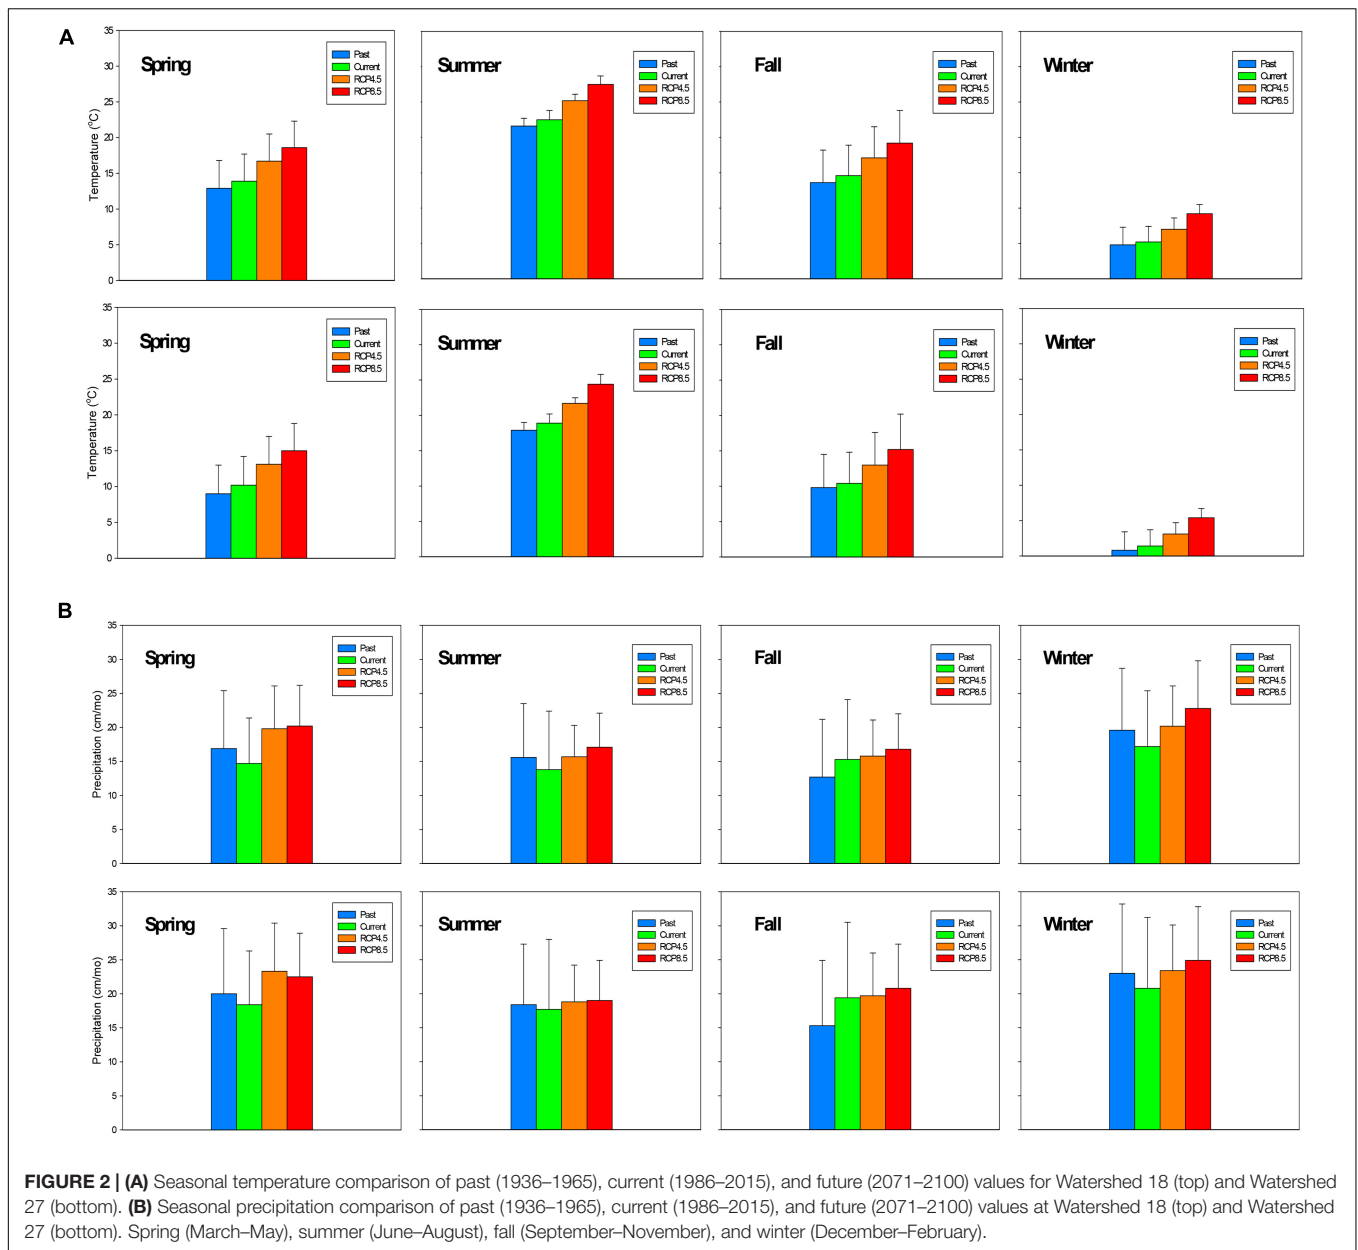 A
Temperature (°C)
35
30
25
20
15
10
5
0
Spring
Past
Current
RCP4.5
RCP8.5
Summer
Past
Current
RCP4.5
RCP8.5
Fall
Past
Current
RCP4.5
RCP8.5
Winter
Past
Current
RCP4.5
RCP8.5
Temperature (°C)
35
30
25
20
15
10
5
0
Spring
Past
Current
RCP4.5
RCP8.5
Summer
Past
Current
RCP4.5
RCP8.5
Fall
Past
Current
RCP4.5
RCP8.5
Winter
Past
Current
RCP4.5
RCP8.5
B
Precipitation (cm/mo)
35
30
25
20
15
10
5
0
Spring
Past
Current
RCP4.5
RCP8.5
Summer
Past
Current
RCP4.5
RCP8.5
Fall
Past
Current
RCP4.5
RCP8.5
Winter
Past
Current
RCP4.5
RCP8.5
Precipitation (cm/mo)
35
30
25
20
15
10
5
0
Spring
Past
Current
RCP4.5
RCP8.5
Summer
Past
Current
RCP4.5
RCP8.5
Fall
Past
Current
RCP4.5
RCP8.5
Winter
Past
Current
RCP4.5
RCP8.5
FIGURE 2 | (A) Seasonal temperature comparison of past (1936–1965), current (1986–2015), and future (2071–2100) values for Watershed 18 (top) and Watershed
27 (bottom). (B) Seasonal precipitation comparison of past (1936–1965), current (1986–2015), and future (2071–2100) values at Watershed 18 (top) and Watershed
27 (bottom). Spring (March–May), summer (June–August), fall (September–November), and winter (December–February).